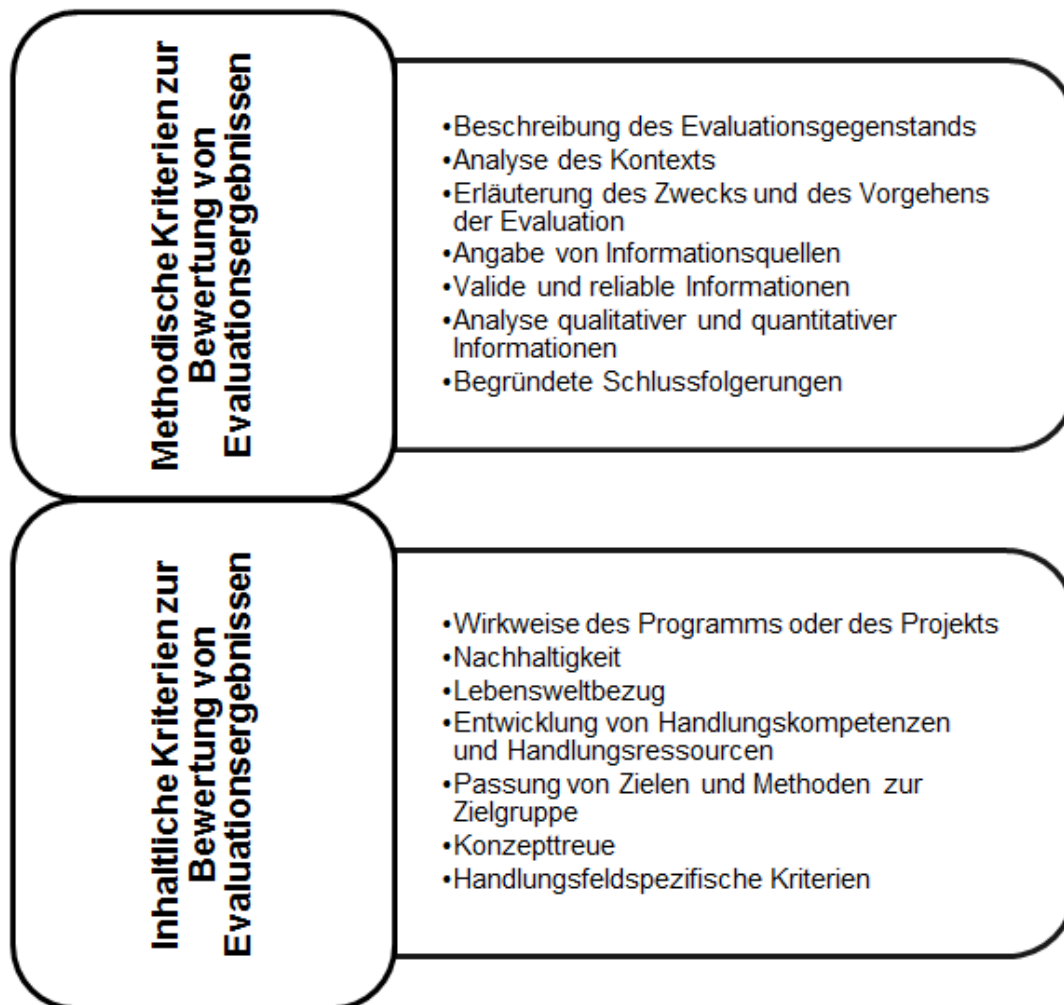 Methodische Kriterien zur
Bewertung von
Evaluationsergebnissen
•Beschreibung des Evaluationsgegenstands
•Analyse des Kontexts
•Erläuterung des Zwecks und des Vorgehens
der Evaluation
•Angabe von Informationsquellen
•Valide und reliable Informationen
•Analyse qualitativer und quantitativer
Informationen
•Begründete Schlussfolgerungen
Inhaltliche Kriterien zur
Bewertung von
Evaluationsergebnissen
•Wirkweise des Programms oder des Projekts
•Nachhaltigkeit
•Lebensweltbezug
•Entwicklung von Handlungskompetenzen
und Handlungsressourcen
•Passung von Zielen und Methoden zur
Zielgruppe
•Konzepttreue
•Handlungsfeldspezifische Kriterien